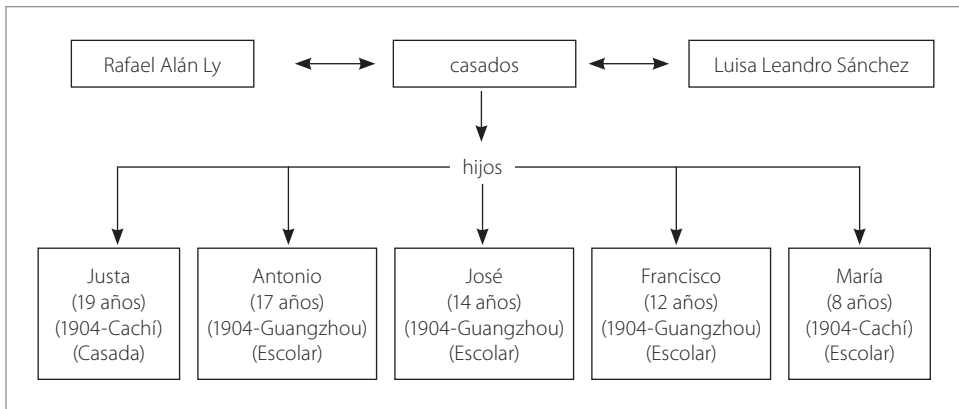 Rafael Alán Ly
casados
Luisa Leandro Sánchez
hijos
Justa
(19 años)
(1904-Cachí)
(Casada)
Antonio
(17 años)
(1904-Guangzhou)
(Escolar)
José
(14 años)
(1904-Guangzhou)
(Escolar)
Francisco
(12 años)
(1904-Guangzhou)
(Escolar)
María
(8 años)
(1904-Cachí)
(Escolar)